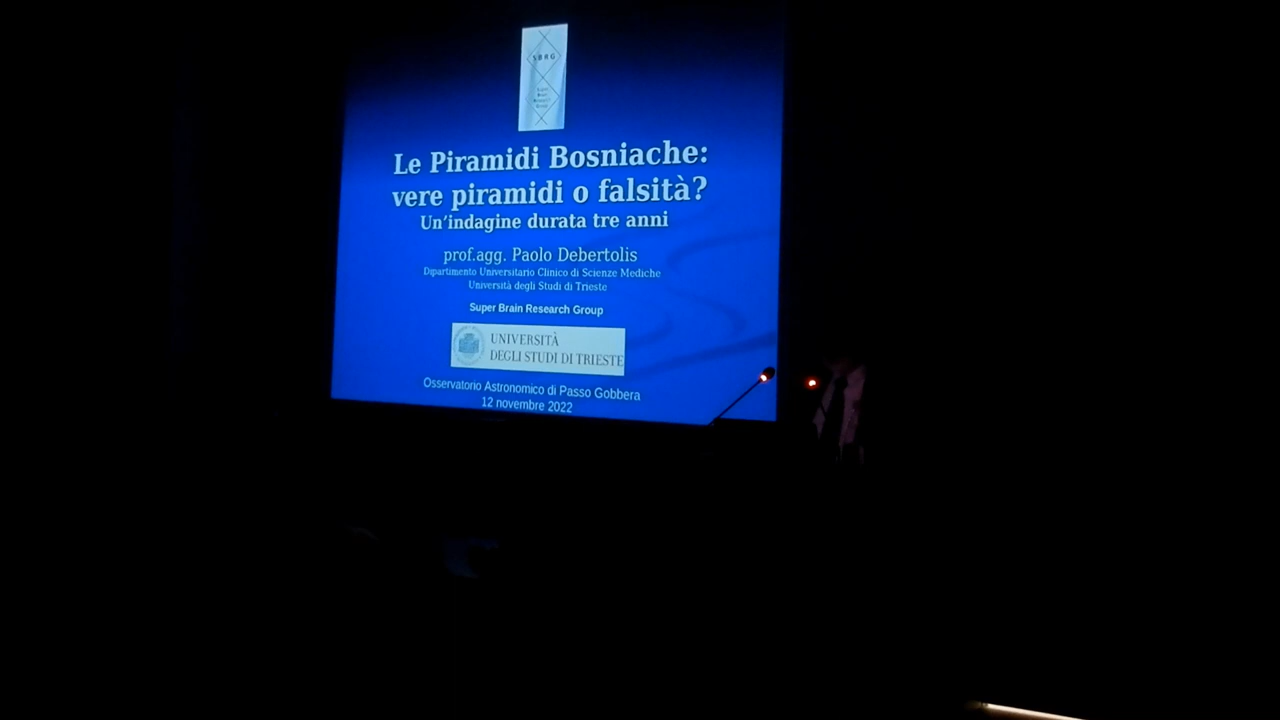 SBRG
Le Piramidi Bosniache:
vere piramidi o falsità?
Un'indagine durata tre anni
prof.agg. Paolo Debertolis
Dipartimento Universitario Clinico di Scienze Mediche
Università degli Studi di Trieste
Super Brain Research Group
UNIVERSITÀ
DEGLI STUDI DI TRIESTE
Osservatorio Astronomico di Passo Gobbera
12 novembre 2022